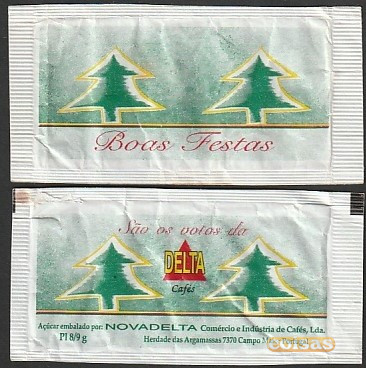 Boas Festas
São os votos da
DELTA
Cafés
Açúcar embalado por: NOVADELTA Comércio e Indústria de Cafés, Lda.
PI 8/9 g
Herdade das Argamassas 7370 Campo Maior Portugal
coisas